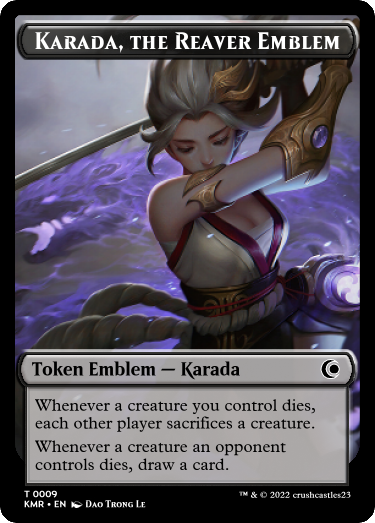 Karada, the Reaver Emblem
Token Emblem — Karada
Whenever a creature you control dies,
each other player sacrifices a creature.
Whenever a creature an opponent
controls dies, draw a card.
T 0009
KMR • EN Dao Trong Le
™ & © 2022 crushcastles23